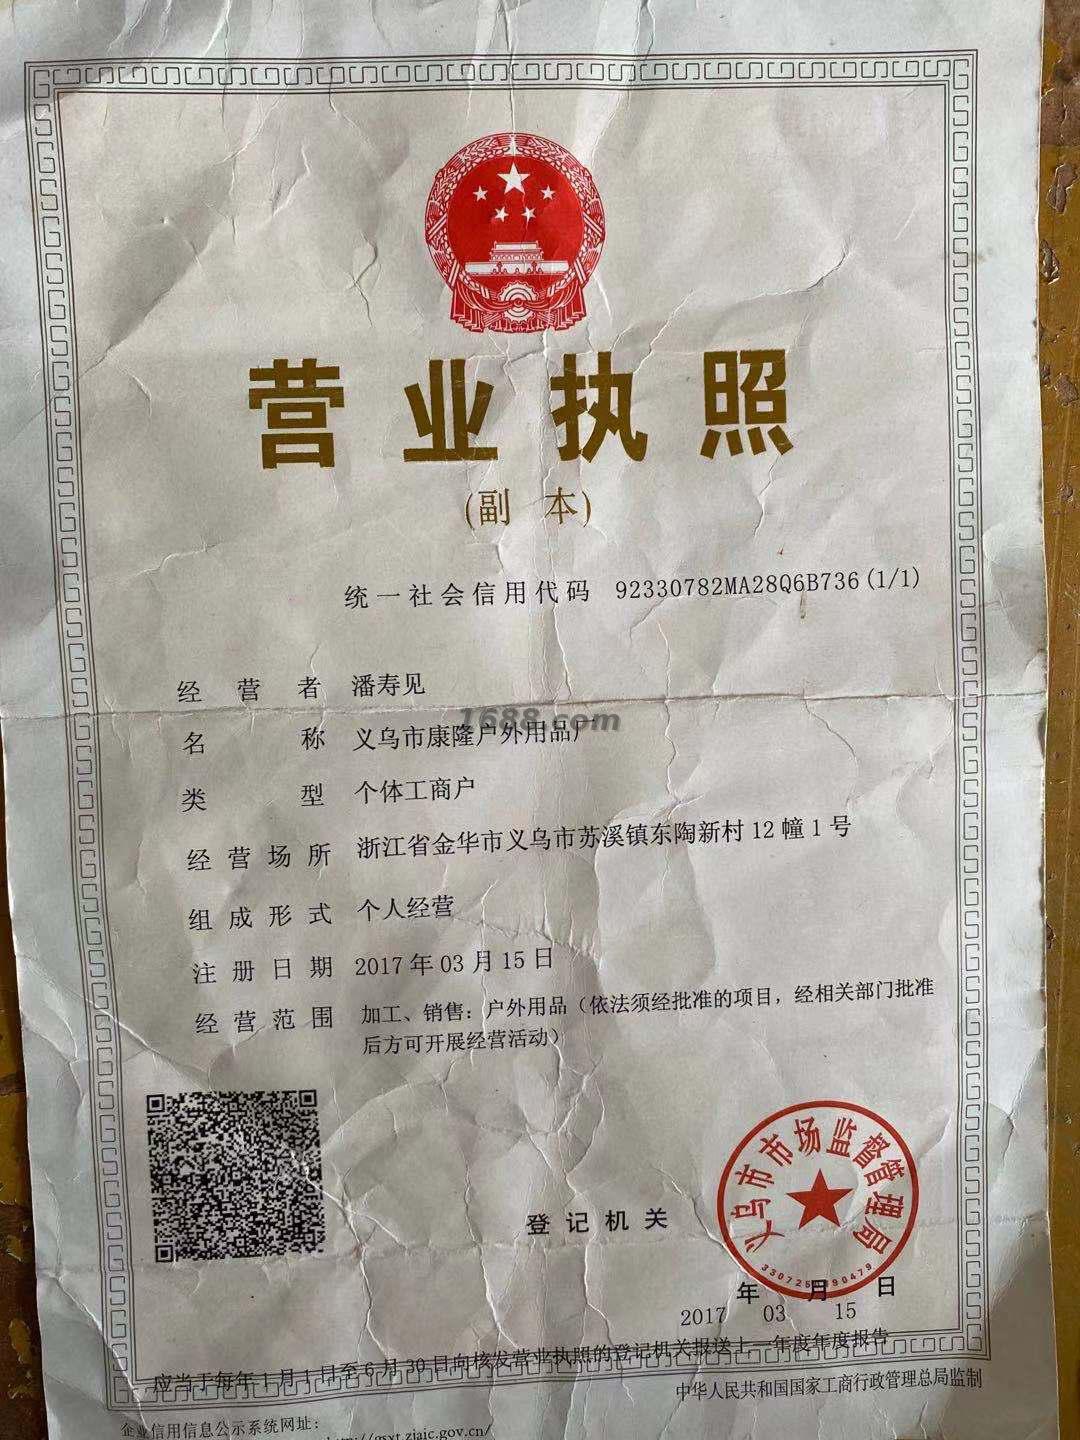 营业执照
(副 本)
统一社会信用代码 92330782MA28Q6B736(1/1)
经营者 潘寿见
1688.com
名称 义乌市康隆户外用品厂
类型 个体工商户
经营场所 浙江省金华市义乌市苏溪镇东陶新村12幢1号
组成形式 个人经营
注册日期 2017年03月15日
经营范围 加工、销售：户外用品（依法须经批准的项目，经相关部门批准
后方可开展经营活动）
义乌市市场监督管理局
登记机关
年 月 日
2017 03 15
应当于每年1月1日至6月30日向核发营业执照的登记机关报送上一年度年度报告
中华人民共和国国家工商行政管理总局监制
企业信用信息公示系统网址：
http://gsxt.zjaic.gov.cn/